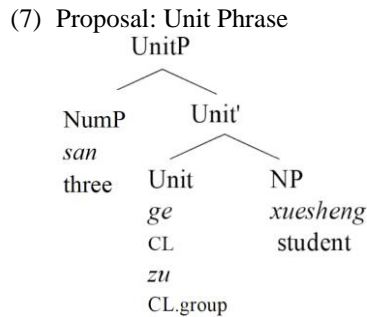 (7) Proposal: Unit Phrase
UnitP
NumP Unit'
san
three Unit NP
ge xuesheng
CL student
zu
CL.group